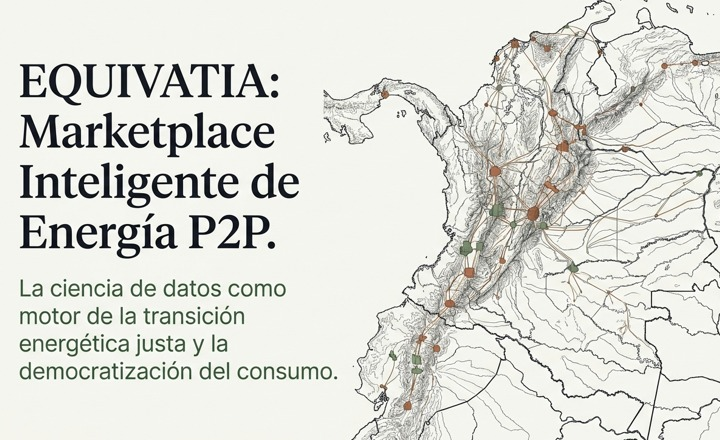 EQUIVATIA:
Marketplace
Inteligente de
Energía P2P.
La ciencia de datos como
motor de la transición
energética justa y la
democratización del consumo.